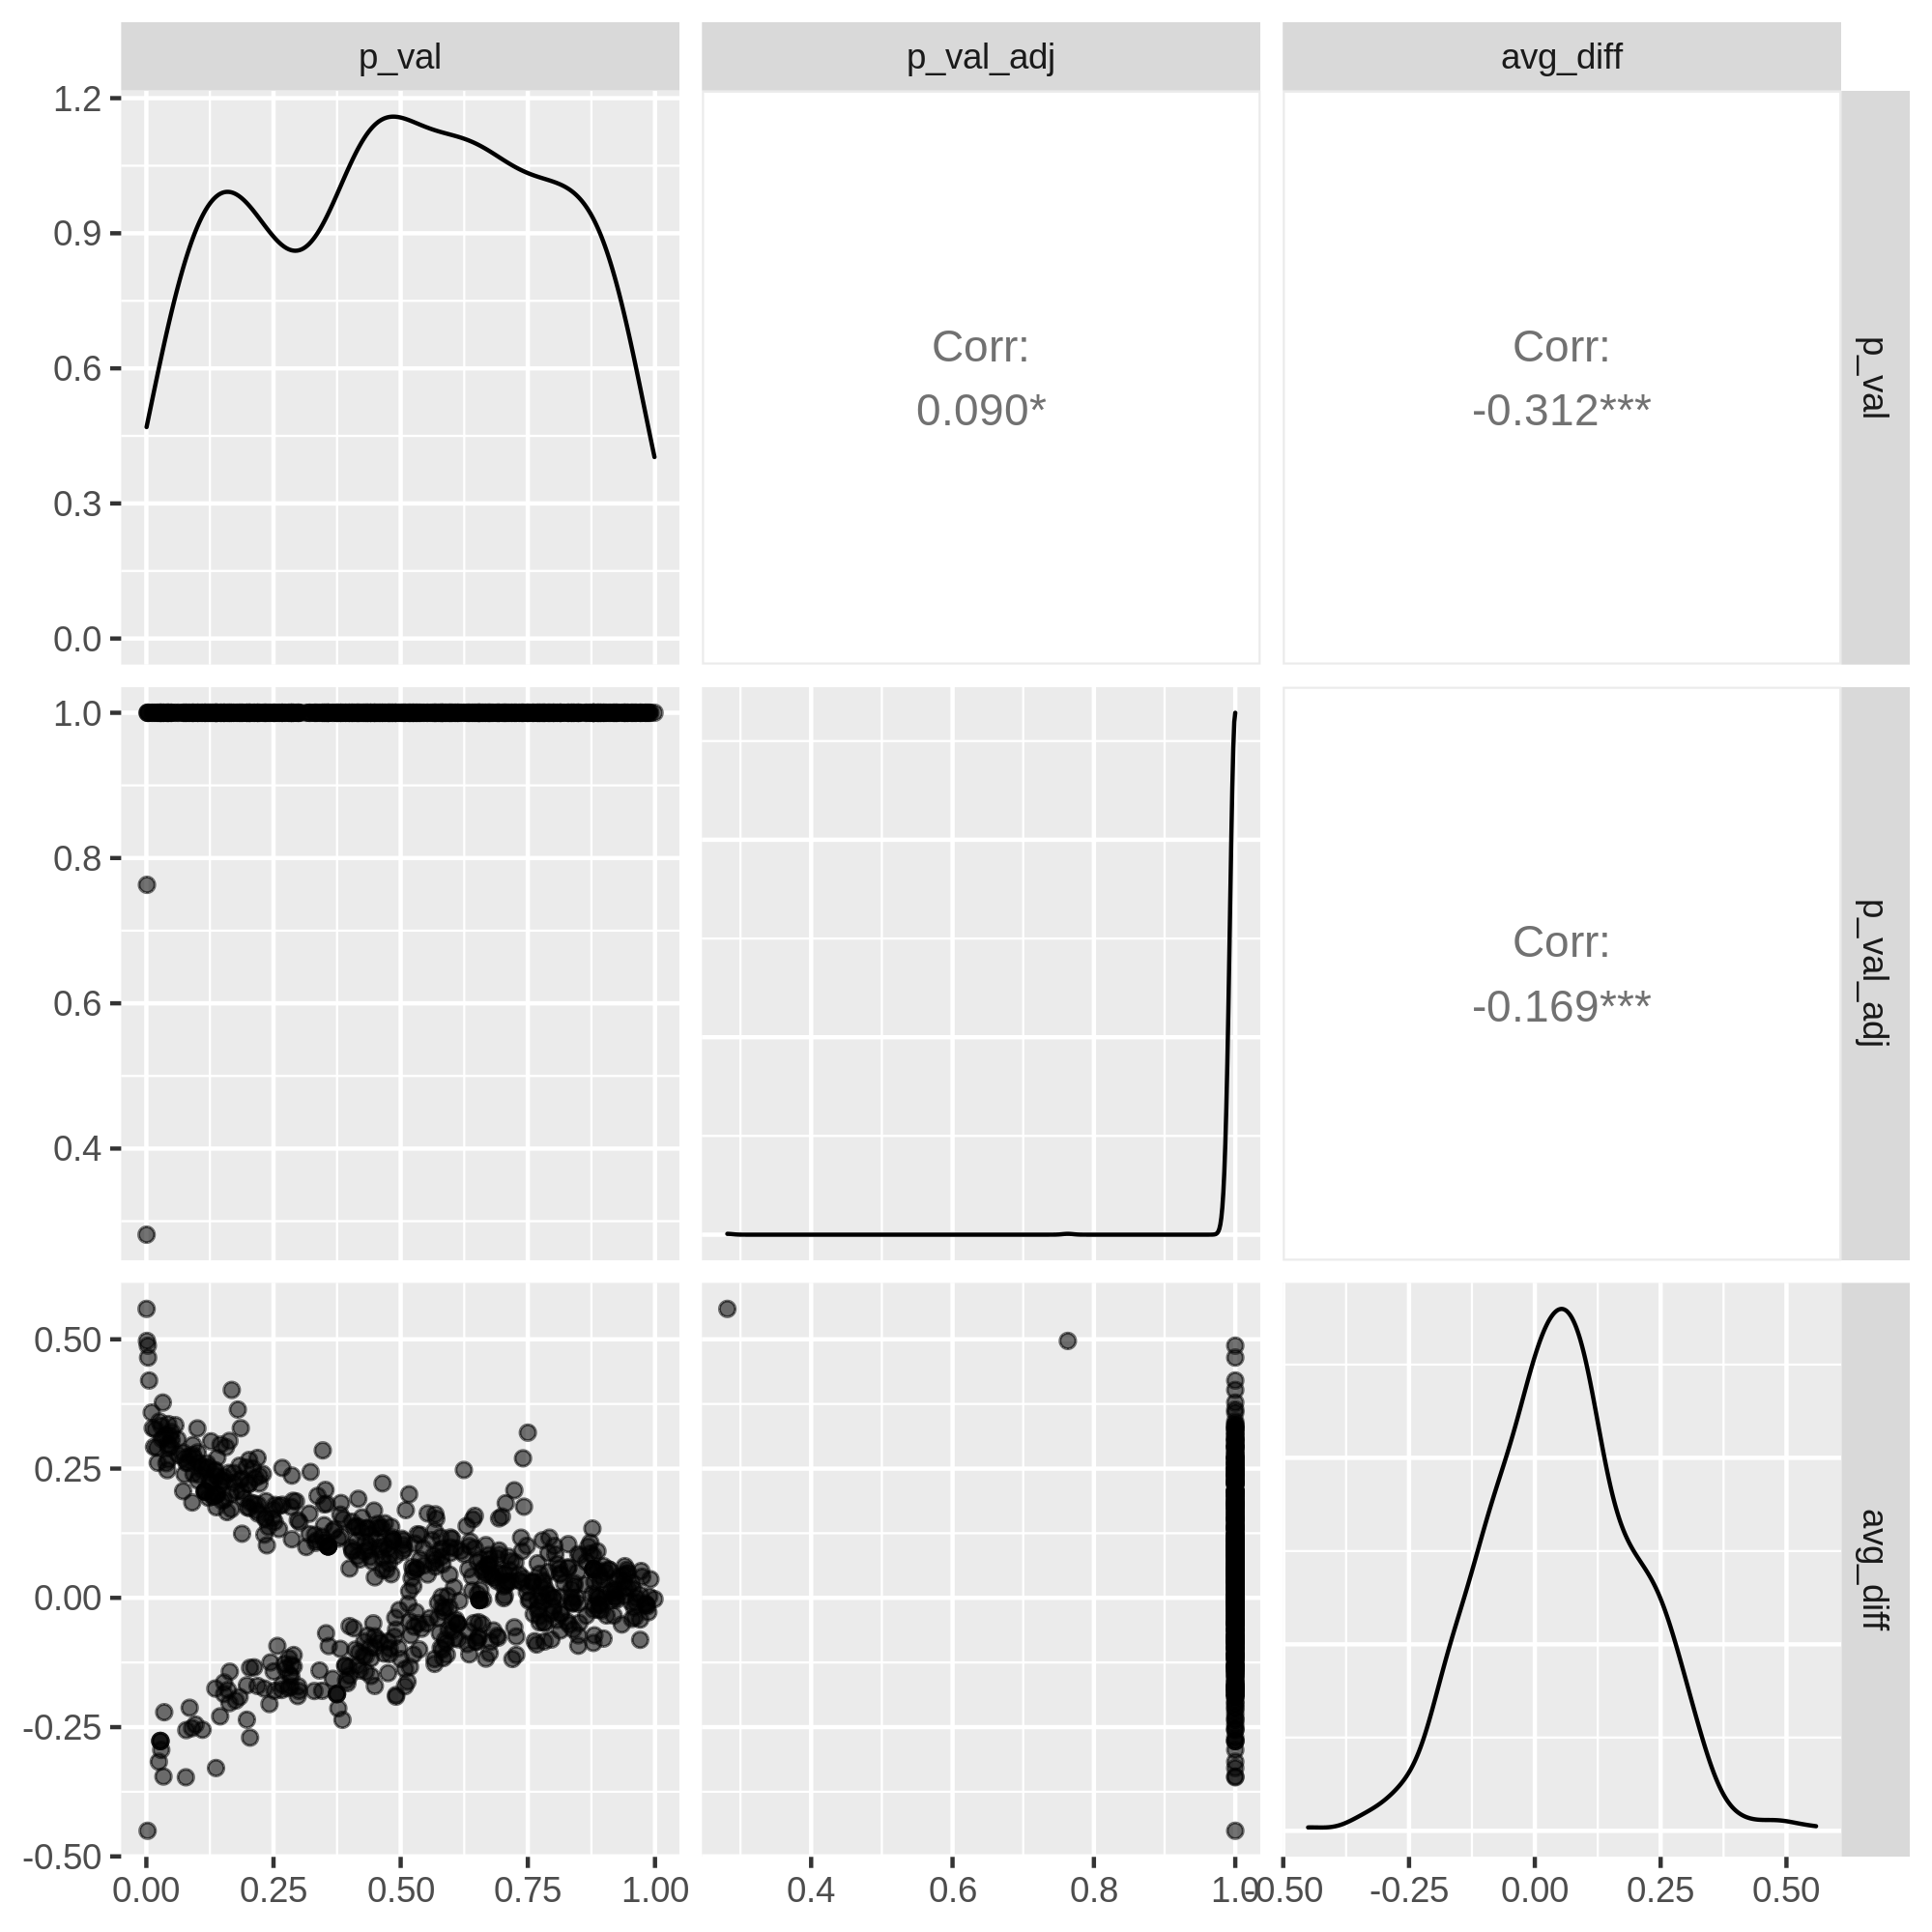 p_val
p_val_adj
avg_diff
1.2
0.9
0.6
0.3
0.0
Corr:
0.090*
Corr:
-0.312***
p_val
1.0
0.8
0.6
0.4
Corr:
-0.169***
p_val_adj
0.50
0.25
0.00
-0.25
-0.50
avg_diff
0.00 0.25 0.50 0.75 1.00
0.4 0.6 0.8 1.0
-0.50 -0.25 0.00 0.25 0.50